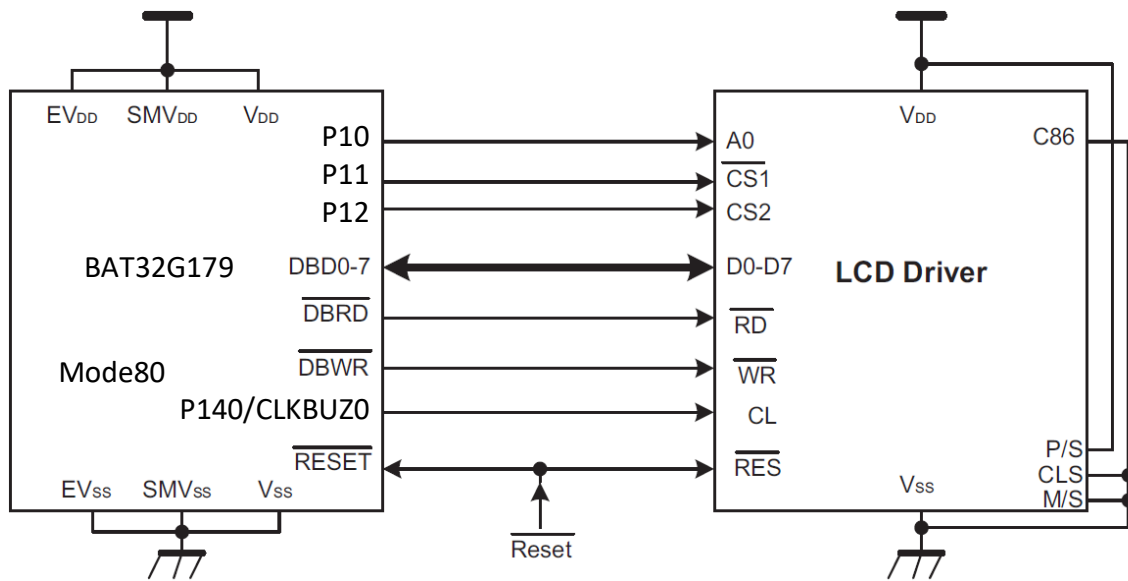 EVDD SMVDD VDD
P10
P11
P12
BAT32G179
DBD0-7
DBRD
Mode80
DBWR
P140/CLKBUZ0
RESET
EVSS SMVSS VSS
Reset
VDD
A0
C86
CS1
CS2
D0-D7
LCD Driver
RD
WR
CL
P/S
RES
CLS
VSS
M/S